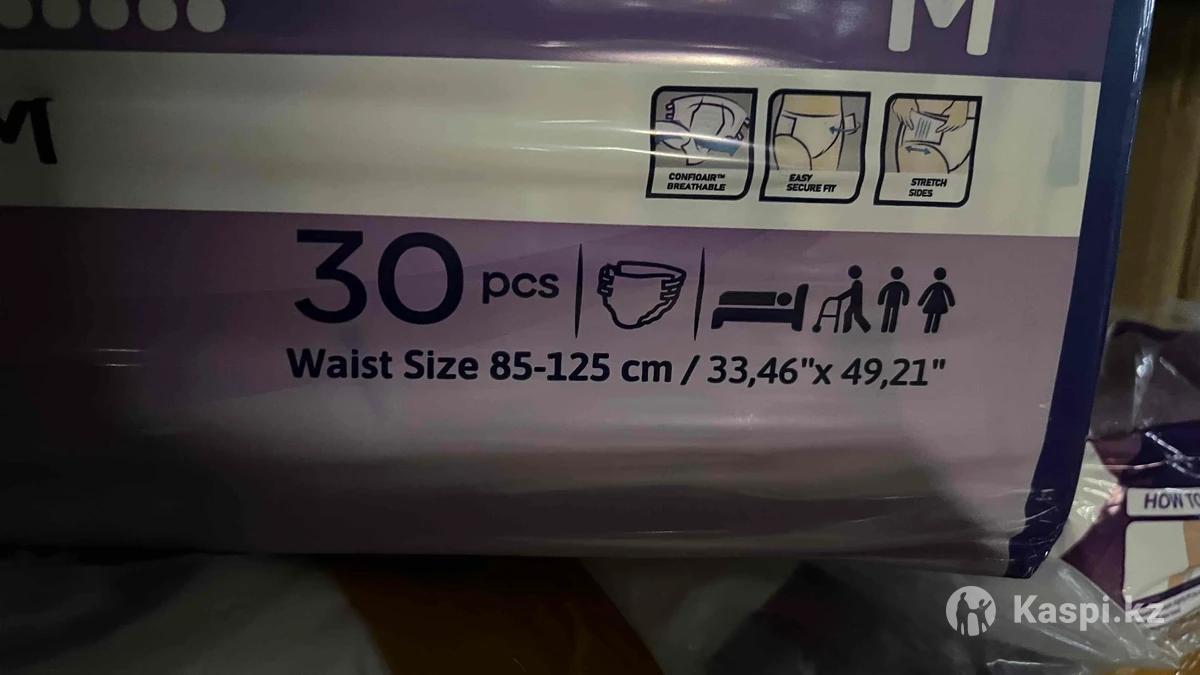 M
M
CONFIOAIR™
BREATHABLE
EASY
SECURE FIT
STRETCH
SIDES
30 pcs
Waist Size 85-125 cm / 33,46"x 49,21"
HOW TO
Kaspi.kz